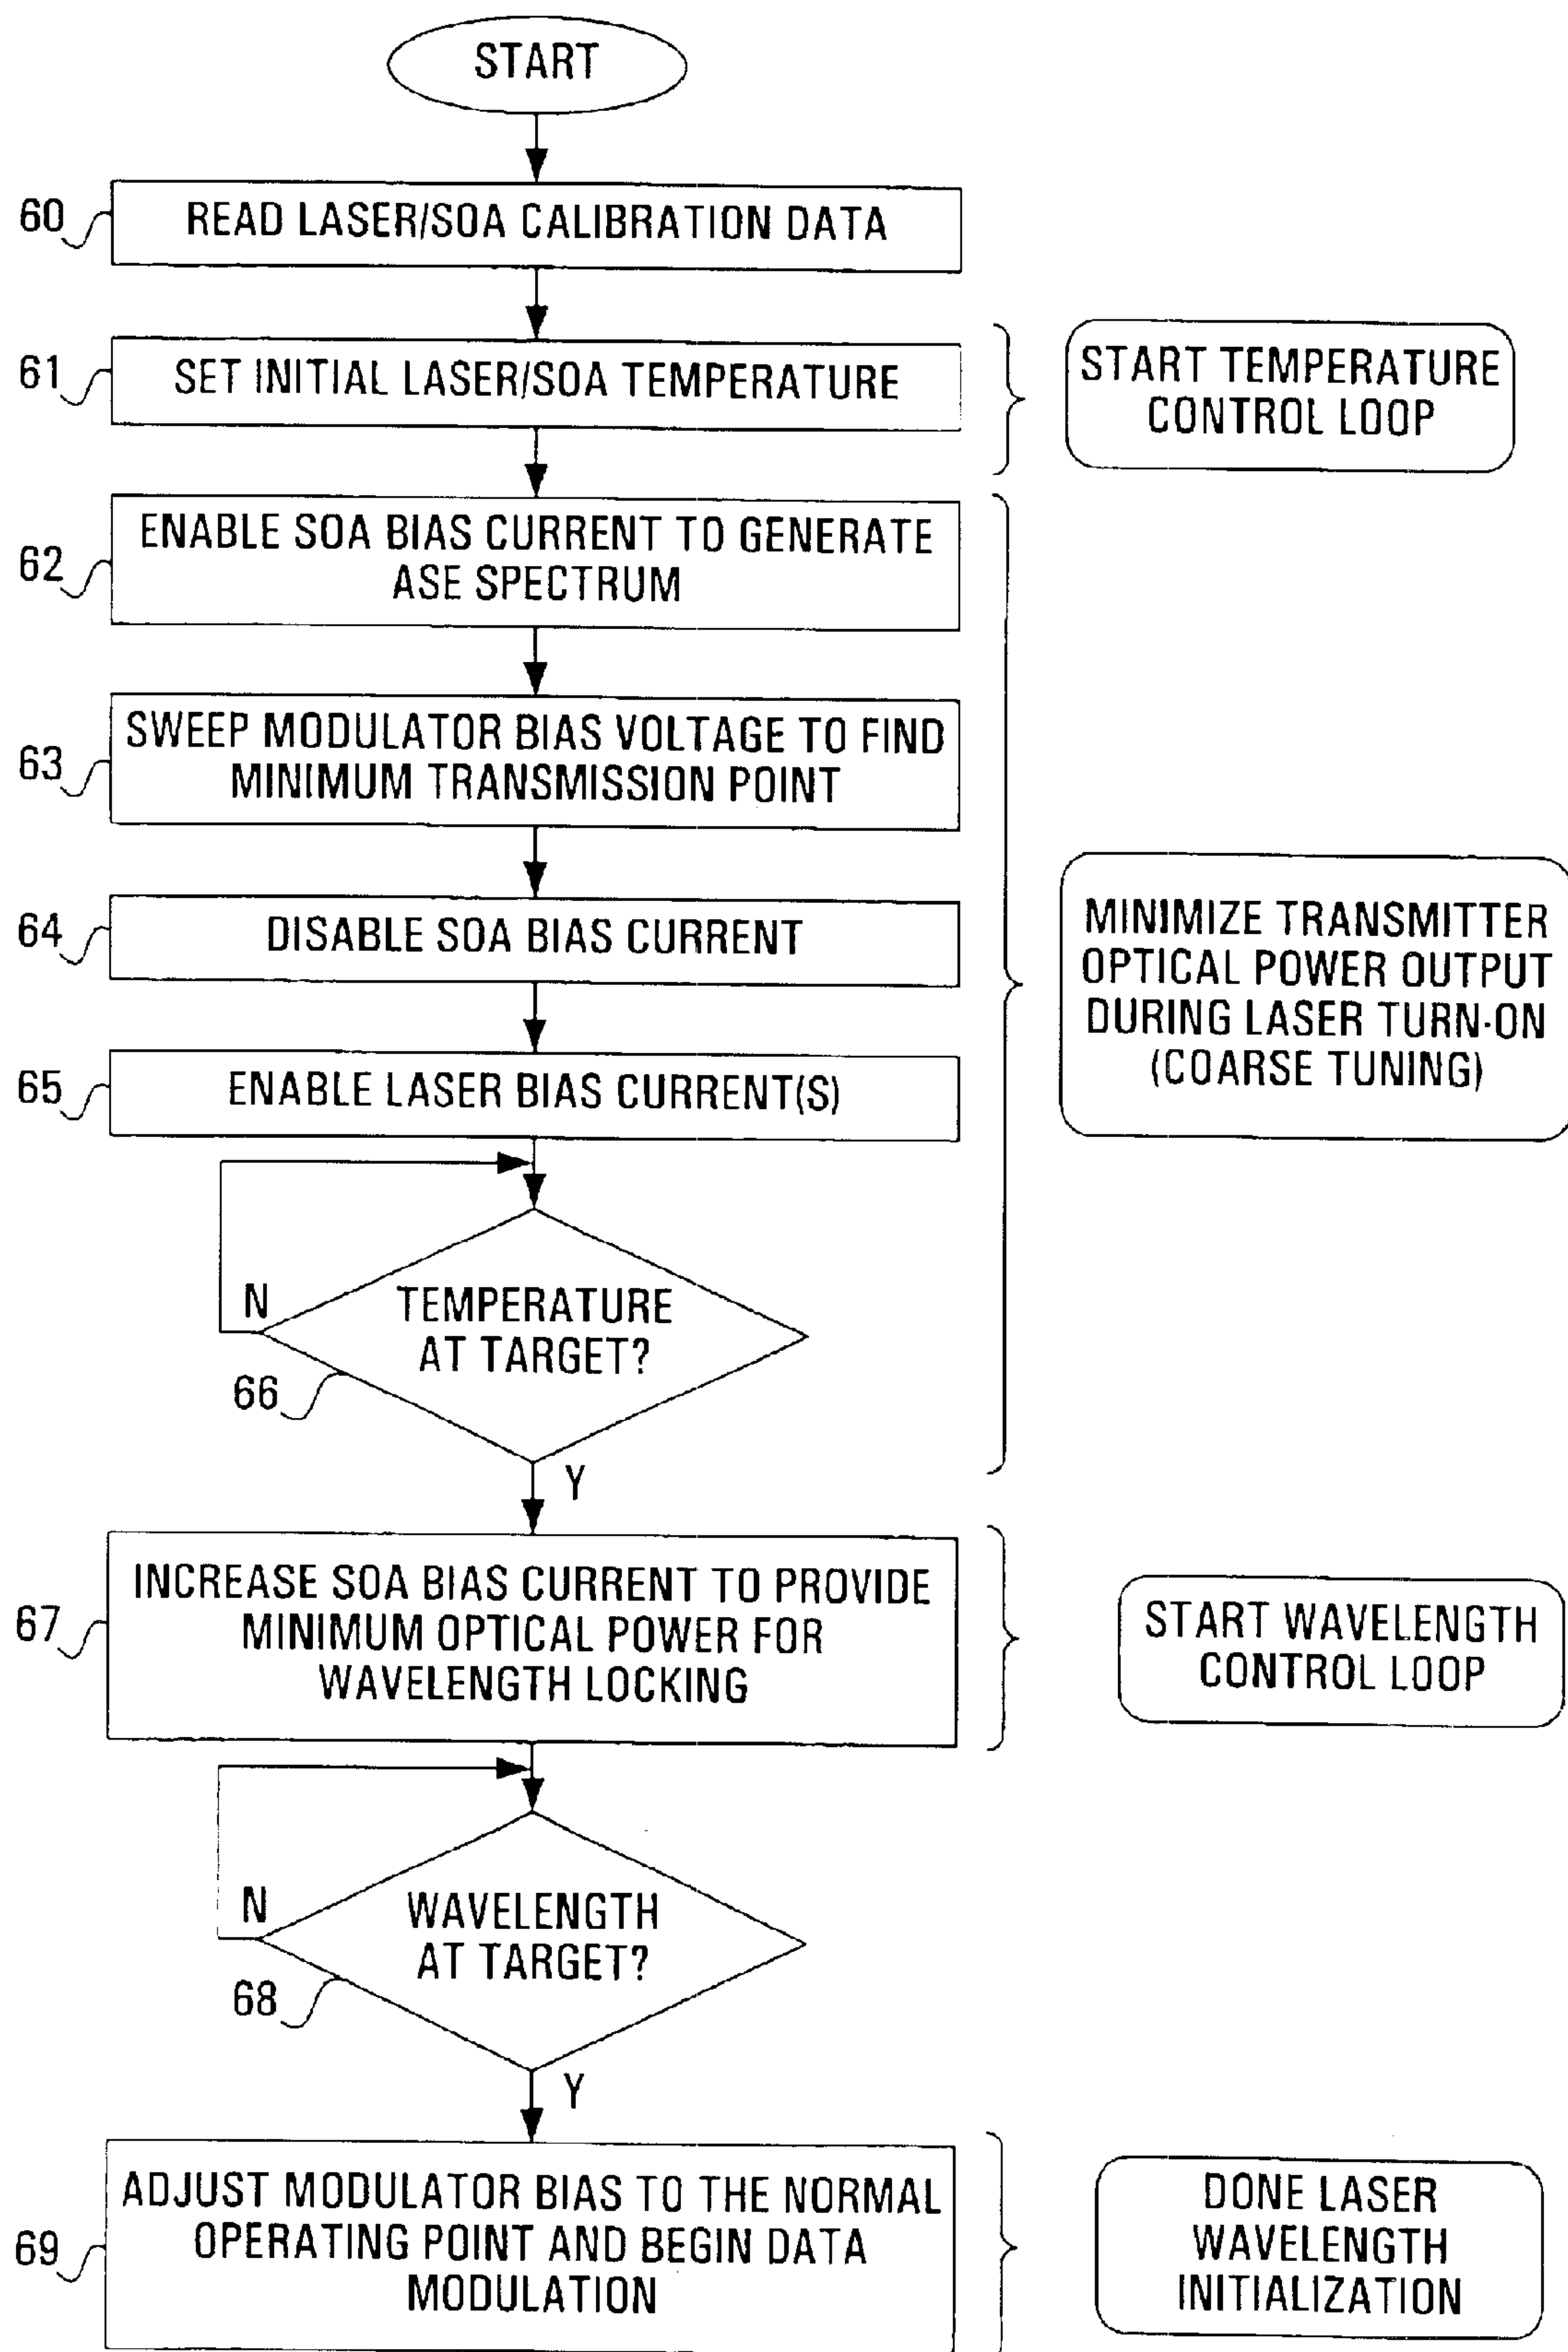 START
60
READ LASER/SOA CALIBRATION DATA
61
SET INITIAL LASER/SOA TEMPERATURE
START TEMPERATURE
CONTROL LOOP
62
ENABLE SOA BIAS CURRENT TO GENERATE
ASE SPECTRUM
63
SWEEP MODULATOR BIAS VOLTAGE TO FIND
MINIMUM TRANSMISSION POINT
64
DISABLE SOA BIAS CURRENT
MINIMIZE TRANSMITTER
OPTICAL POWER OUTPUT
DURING LASER TURN-ON
(COARSE TUNING)
65
ENABLE LASER BIAS CURRENT(S)
N
TEMPERATURE
AT TARGET?
66
Y
67
INCREASE SOA BIAS CURRENT TO PROVIDE
MINIMUM OPTICAL POWER FOR
WAVELENGTH LOCKING
START WAVELENGTH
CONTROL LOOP
N
WAVELENGTH
AT TARGET?
68
Y
69
ADJUST MODULATOR BIAS TO THE NORMAL
OPERATING POINT AND BEGIN DATA
MODULATION
DONE LASER
WAVELENGTH
INITIALIZATION